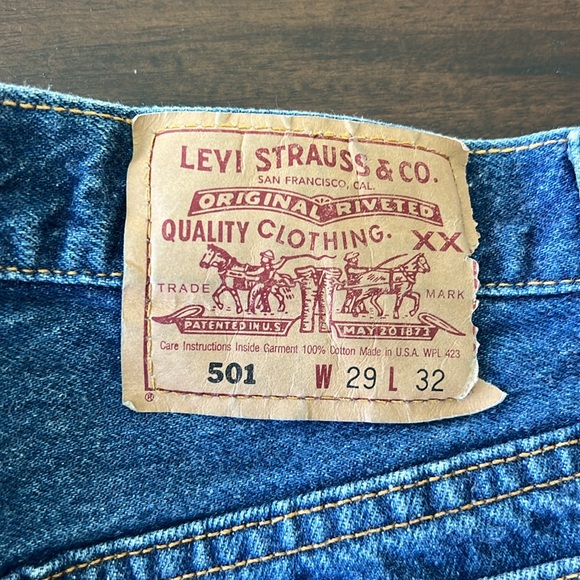 LEVI STRAUSS & CO.
SAN FRANCISCO, CAL.
ORIGINAL RIVETED
QUALITY CLOTHING. XX
TRADE MARK
PATENTED IN U.S. MAY 20 1873
Care Instructions Inside Garment 100% Cotton Made in U.S.A. WPL 423
501 W 29 L 32
®